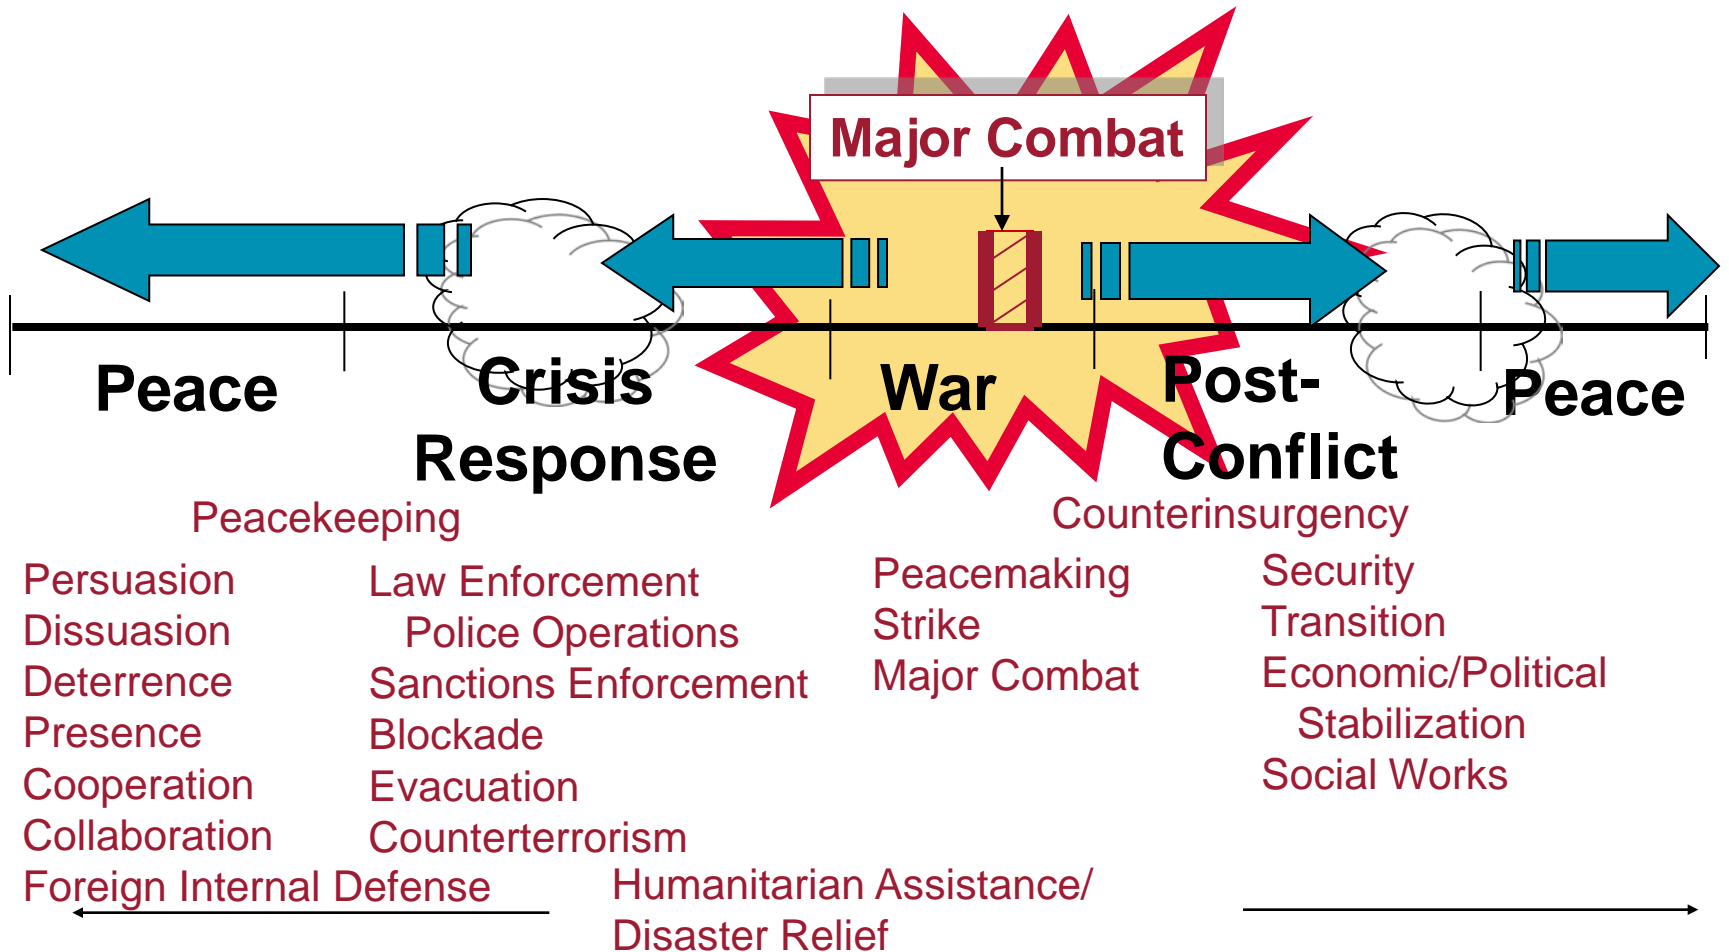 Major Combat
Peace
Crisis
Response
War
Post-
Conflict
Peace
Peacekeeping
Counterinsurgency
Persuasion
Dissuasion
Deterrence
Presence
Cooperation
Collaboration
Foreign Internal Defense
Law Enforcement
Police Operations
Sanctions Enforcement
Blockade
Evacuation
Counterterrorism
Peacemaking
Strike
Major Combat
Security
Transition
Economic/Political
Stabilization
Social Works
Humanitarian Assistance/
Disaster Relief